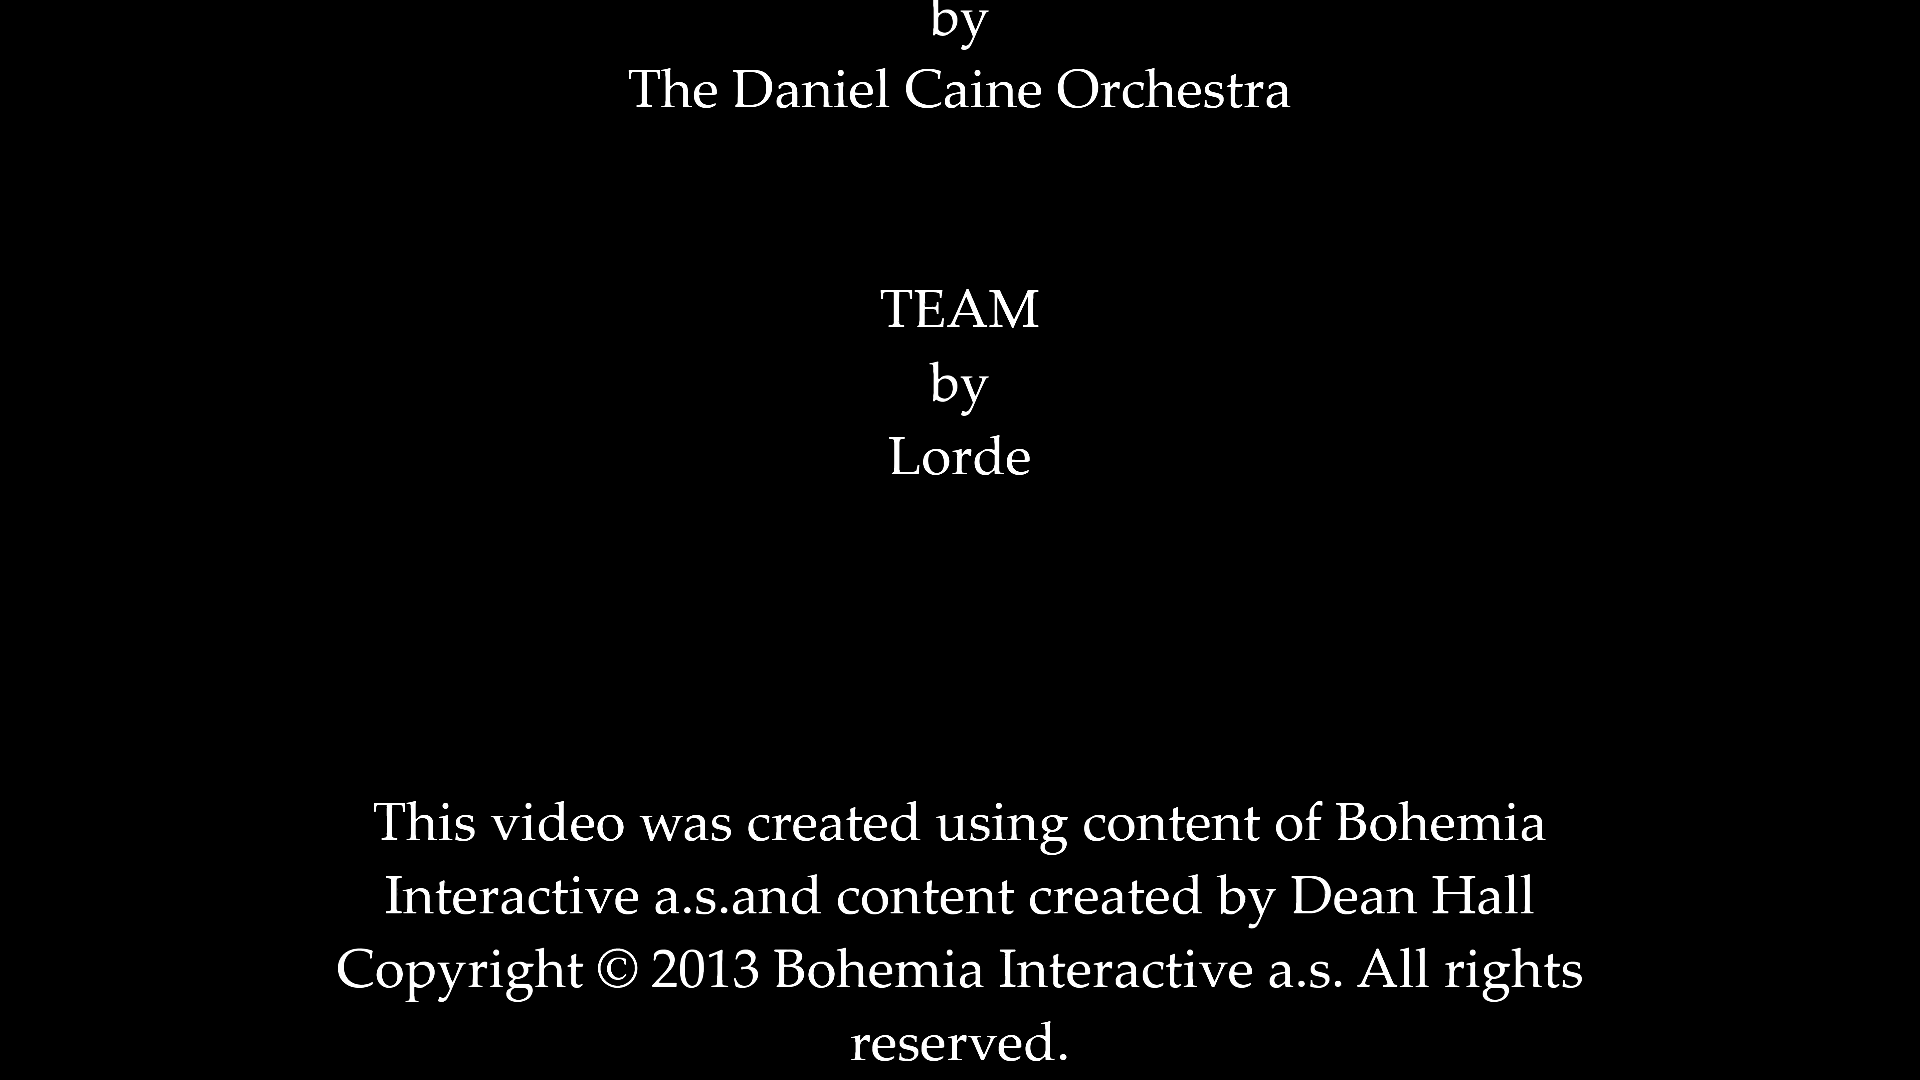 by
The Daniel Caine Orchestra
TEAM
by
Lorde
This video was created using content of Bohemia
Interactive a.s.and content created by Dean Hall
Copyright © 2013 Bohemia Interactive a.s. All rights
reserved.